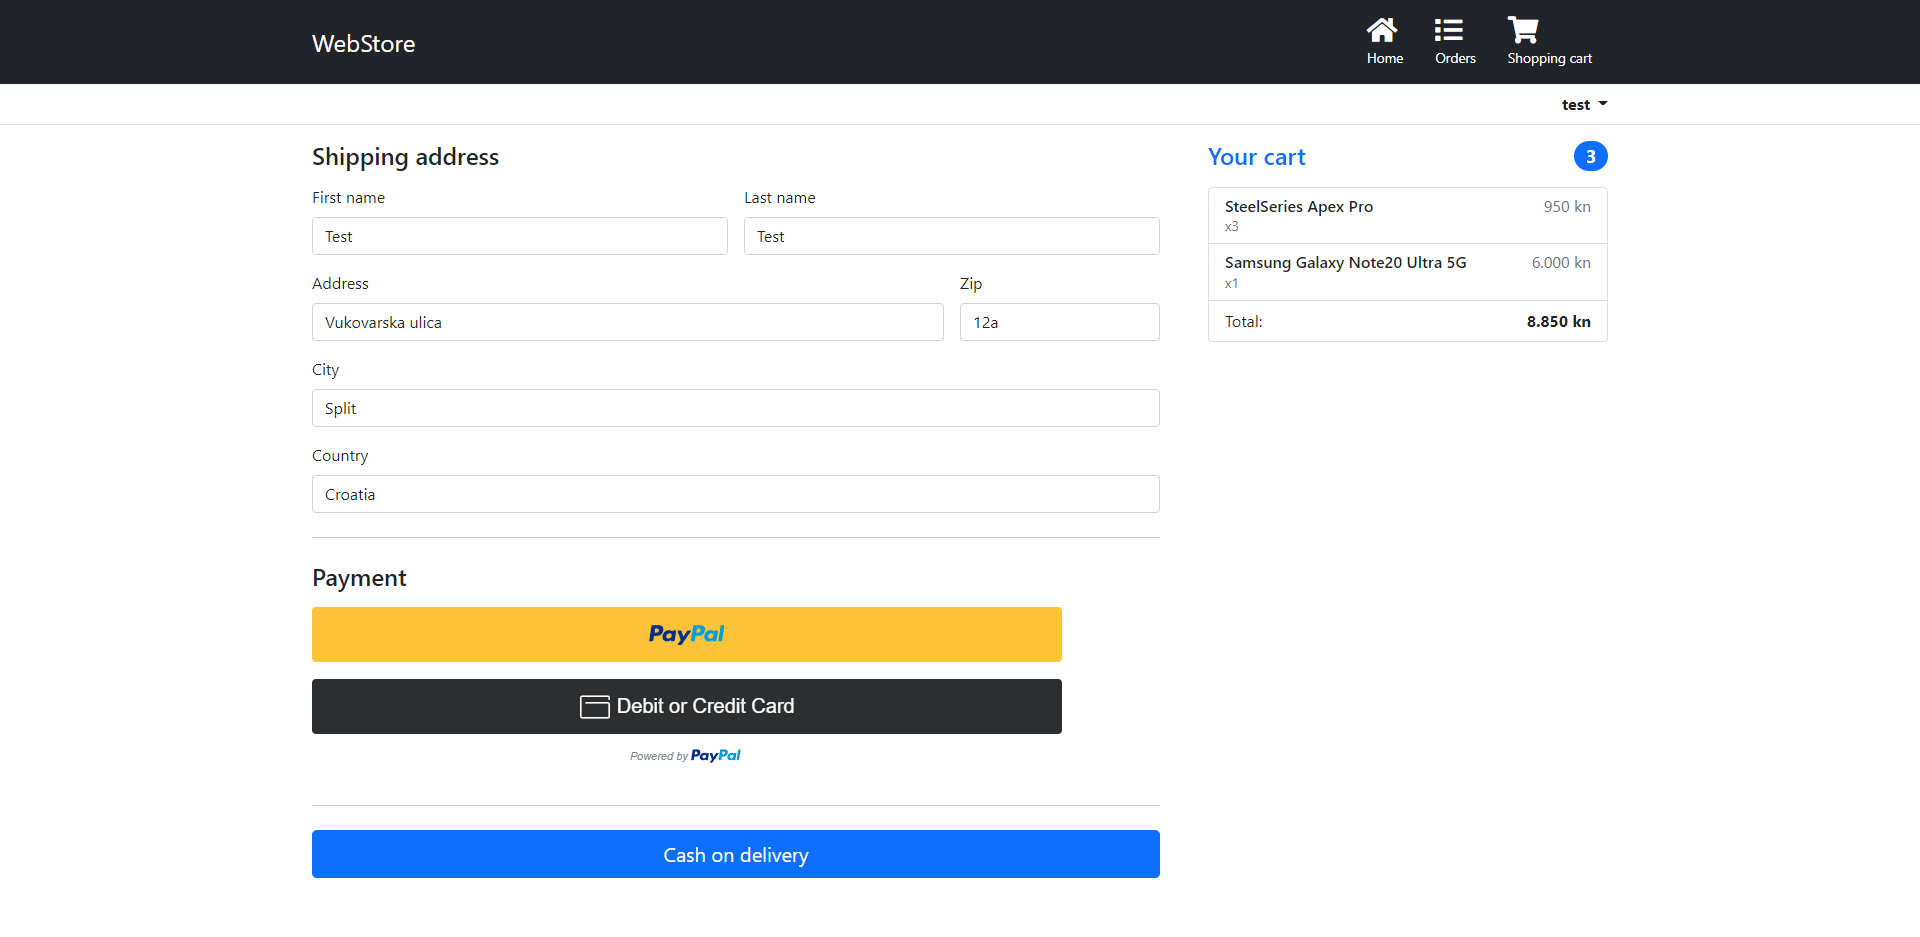 WebStore
Home
Orders
Shopping cart
test
Shipping address
First name
Last name
Test
Test
Address
Zip
Vukovarska ulica
12a
City
Split
Country
Croatia
Payment
PayPal
Debit or Credit Card
Powered by PayPal
Cash on delivery
Your cart
3
SteelSeries Apex Pro
950 kn
x3
Samsung Galaxy Note20 Ultra 5G
6.000 kn
x1
Total:
8.850 kn